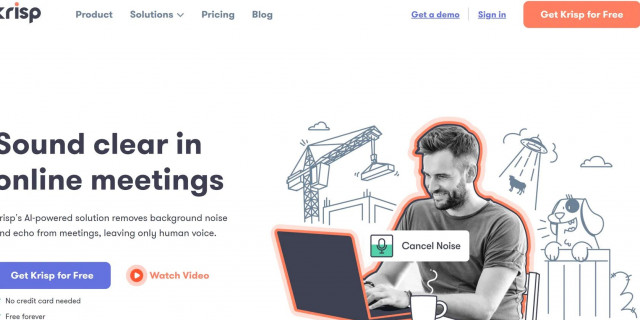 krisp
Product
Solutions
Pricing
Blog
Get a demo
Sign in
Get Krisp for Free
Sound clear in
online meetings
risp's AI-powered solution removes background noise
nd echo from meetings, leaving only human voice.
Cancel Noise
Get Krisp for Free
Watch Video
No credit card needed
Free forever